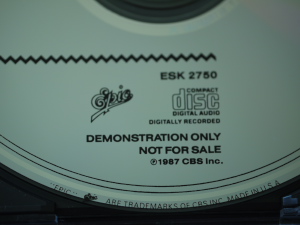 ESK 2750
Epic
COMPACT
disc
DIGITAL AUDIO
DIGITALLY RECORDED
DEMONSTRATION ONLY
NOT FOR SALE
℗1987 CBS Inc.
"EPIC" ARE TRADEMARKS OF CBS INC. MADE IN U.S.A.